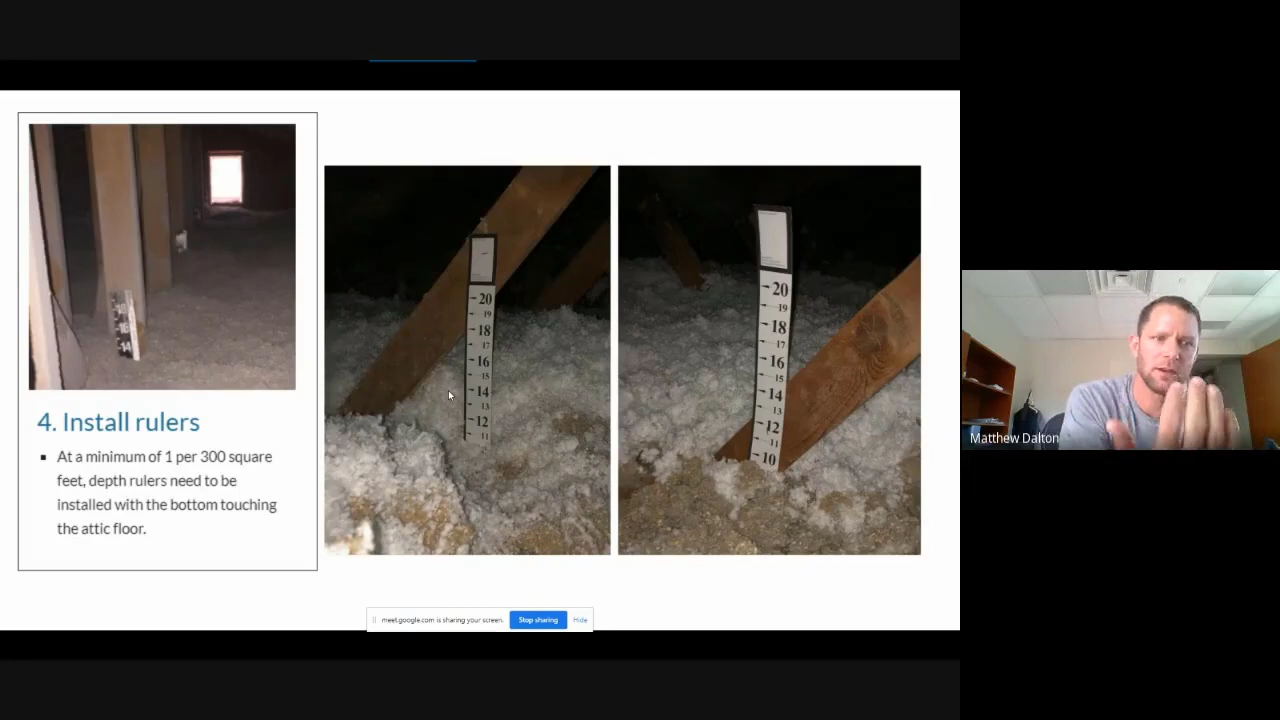 4. Install rulers
▪ At a minimum of 1 per 300 square
feet, depth rulers need to be
installed with the bottom touching
the attic floor.
16
14
20
19
18
17
16
15
14
13
12
11
20
19
18
17
16
15
14
13
12
11
10
meet.google.com is sharing your screen.
Stop sharing
Hide
Matthew Dalton